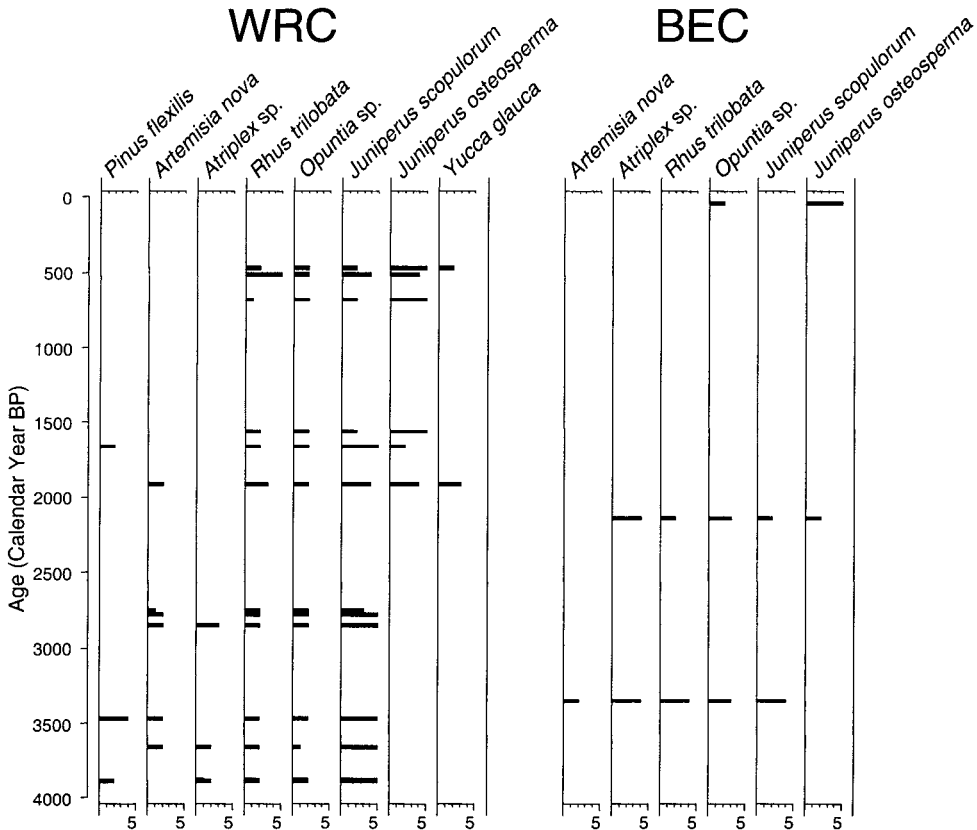 WRC
BEC
Pinus flexilis
Artemisia nova
Atriplex sp.
Rhus trilobata
Opuntia sp.
Juniperus scopulorum
Juniperus osteosperma
Yucca glauca
Artemisia nova
Atriplex sp.
Rhus trilobata
Opuntia sp.
Juniperus scopulorum
Juniperus osteosperma
Age (Calendar Year BP)
0
500
1000
1500
2000
2500
3000
3500
4000
5 5 5 5 5 5 5 5 5 5 5 5 5 5